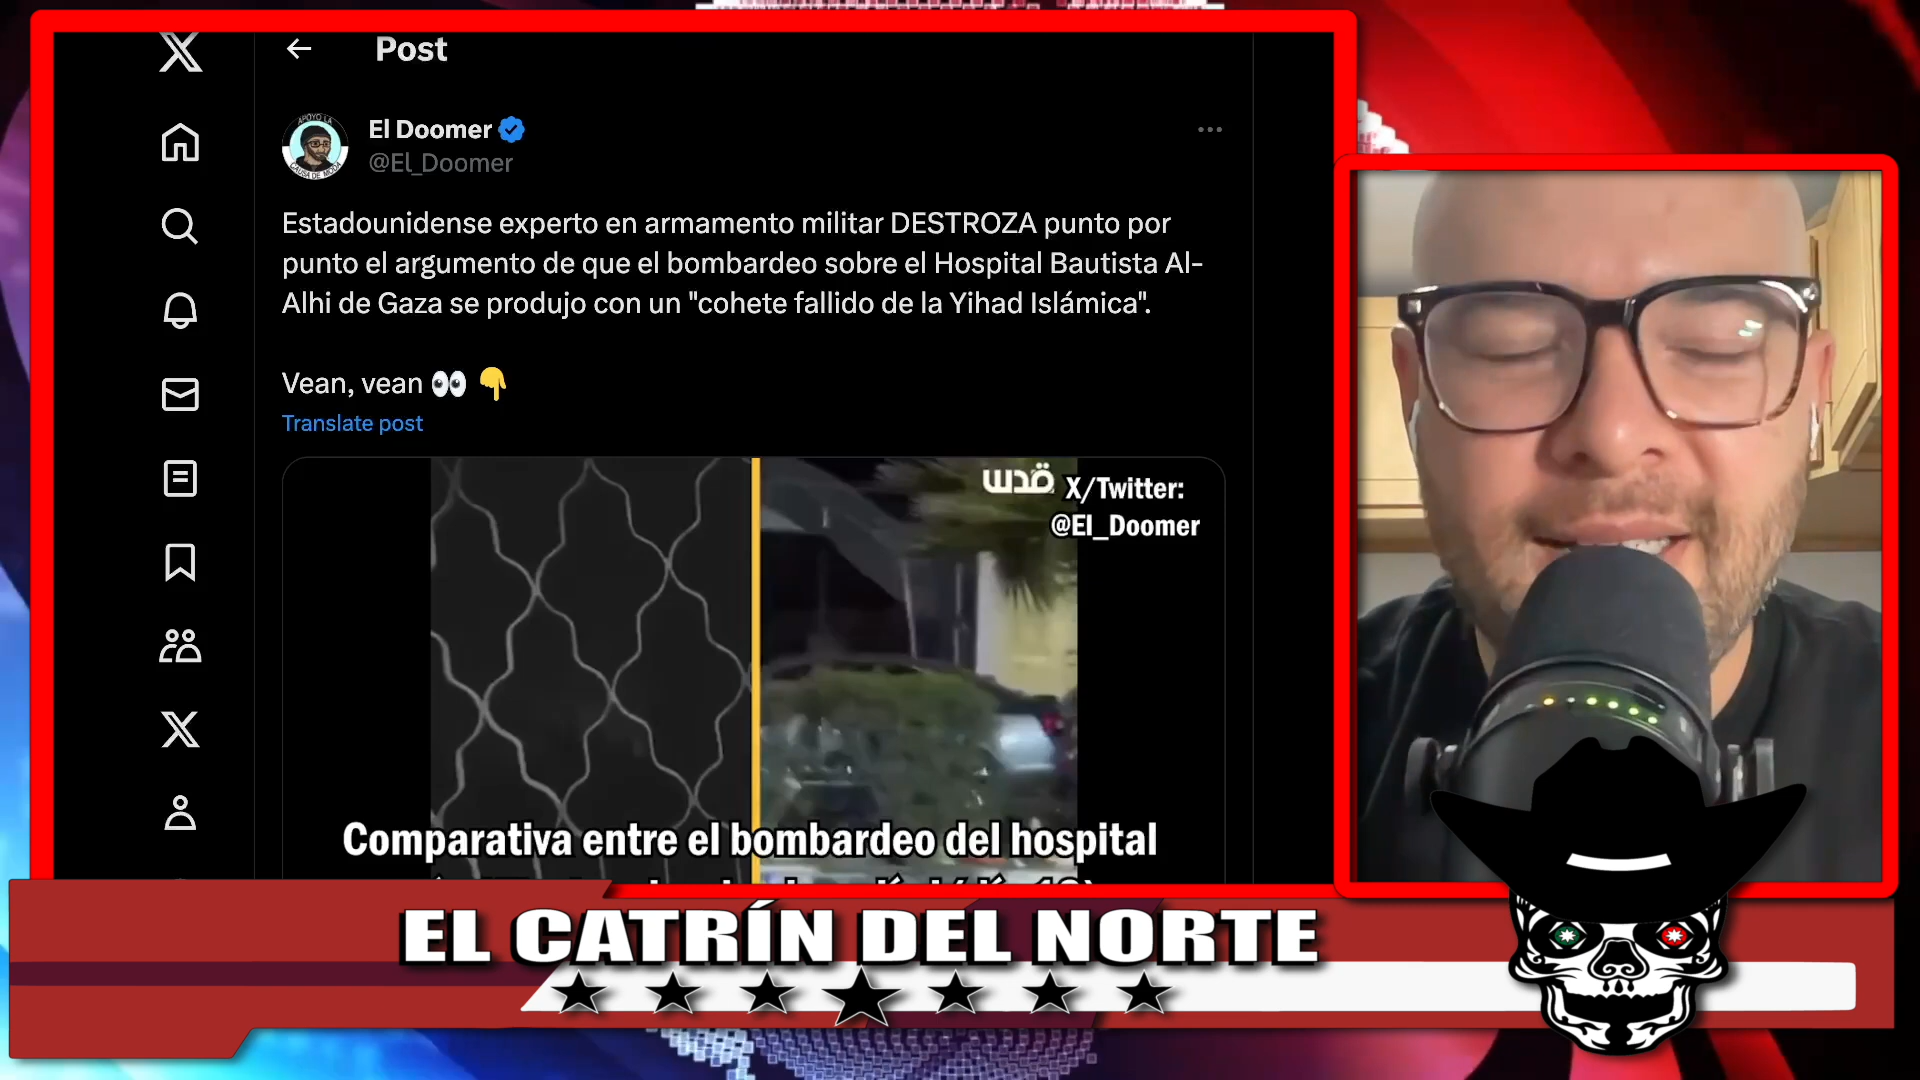 Post
El Doomer
@El_Doomer
Estadounidense experto en armamento militar DESTROZA punto por
punto el argumento de que el bombardeo sobre el Hospital Bautista Al-
Alhi de Gaza se produjo con un "cohete fallido de la Yihad Islámica".
Vean, vean 👀 👇
Translate post
قدس
X/Twitter:
@El_Doomer
Comparativa entre el bombardeo del hospital
EL CATRÍN DEL NORTE